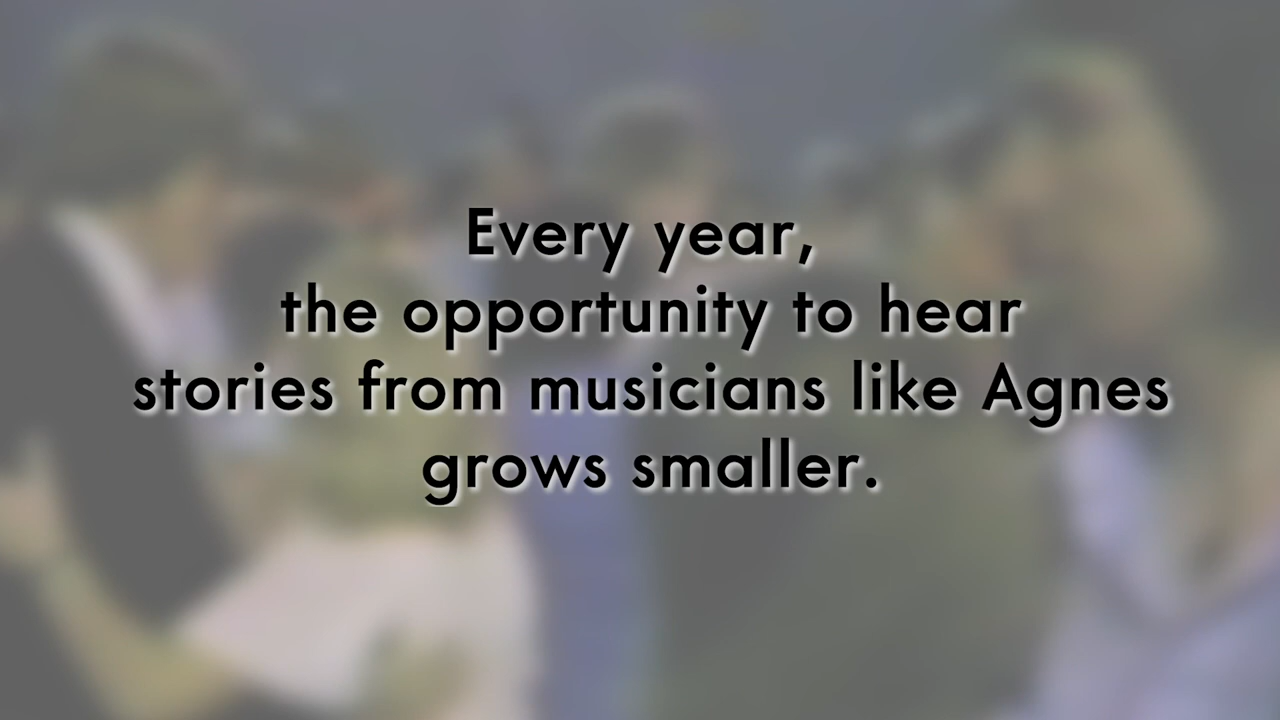 Every year,
the opportunity to hear
stories from musicians like Agnes
grows smaller.